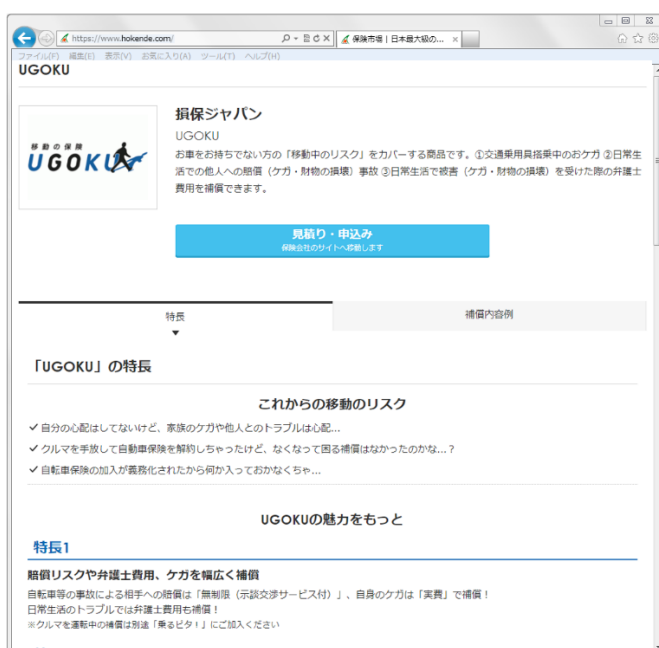 https://www.hokende.com/
保険市場 | 日本最大級の...
ファイル(F) 編集(E) 表示(V) お気に入り(A) ツール(T) ヘルプ(H)
UGOKU
移動の保険
UGOKU
損保ジャパン
UGOKU
お車をお持ちでない方の「移動中のリスク」をカバーする商品です。①交通乗用具搭乗中のおケガ ②日常生
活での他人への賠償（ケガ・財物の損壊）事故 ③日常生活で被害（ケガ・財物の損壊）を受けた際の弁護士
費用を補償できます。
見積り・申込み
保険会社のサイトへ移動します
特長
補償内容例
「UGOKU」の特長
これからの移動のリスク
自分の心配はしてないけど、家族のケガや他人とのトラブルは心配...
クルマを手放して自動車保険を解約しちゃったけど、なくなって困る補償はなかったのかな...？
自転車保険の加入が義務化されたから何か入っておかなくちゃ...
UGOKUの魅力をもっと
特長1
賠償リスクや弁護士費用、ケガを幅広く補償
自転車等の事故による相手への賠償は「無制限（示談交渉サービス付）」、自身のケガは「実費」で補償！
日常生活のトラブルでは弁護士費用も補償！
※クルマを運転中の補償は別途「乗るピタ！」にご加入ください